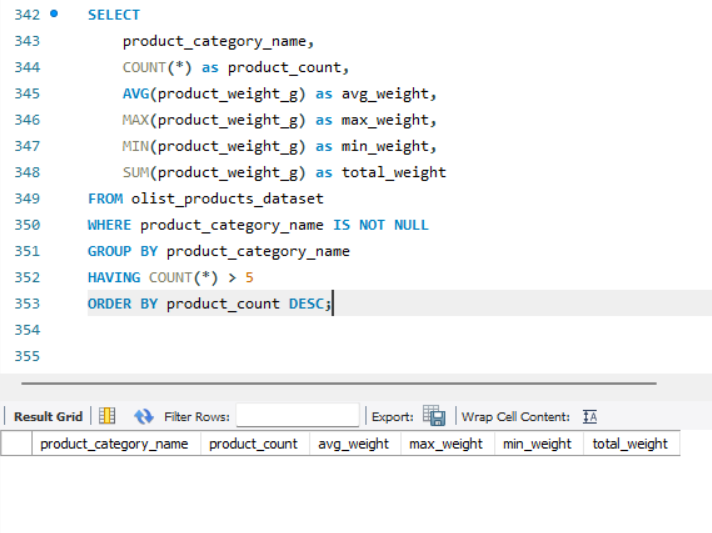 342 SELECT
343 product_category_name,
344 COUNT(*) as product_count,
345 AVG(product_weight_g) as avg_weight,
346 MAX(product_weight_g) as max_weight,
347 MIN(product_weight_g) as min_weight,
348 SUM(product_weight_g) as total_weight
349 FROM olist_products_dataset
350 WHERE product_category_name IS NOT NULL
351 GROUP BY product_category_name
352 HAVING COUNT(*) > 5
353 ORDER BY product_count DESC;
354
355
Result Grid Filter Rows: Export: Wrap Cell Content:
product_category_name product_count avg_weight max_weight min_weight total_weight